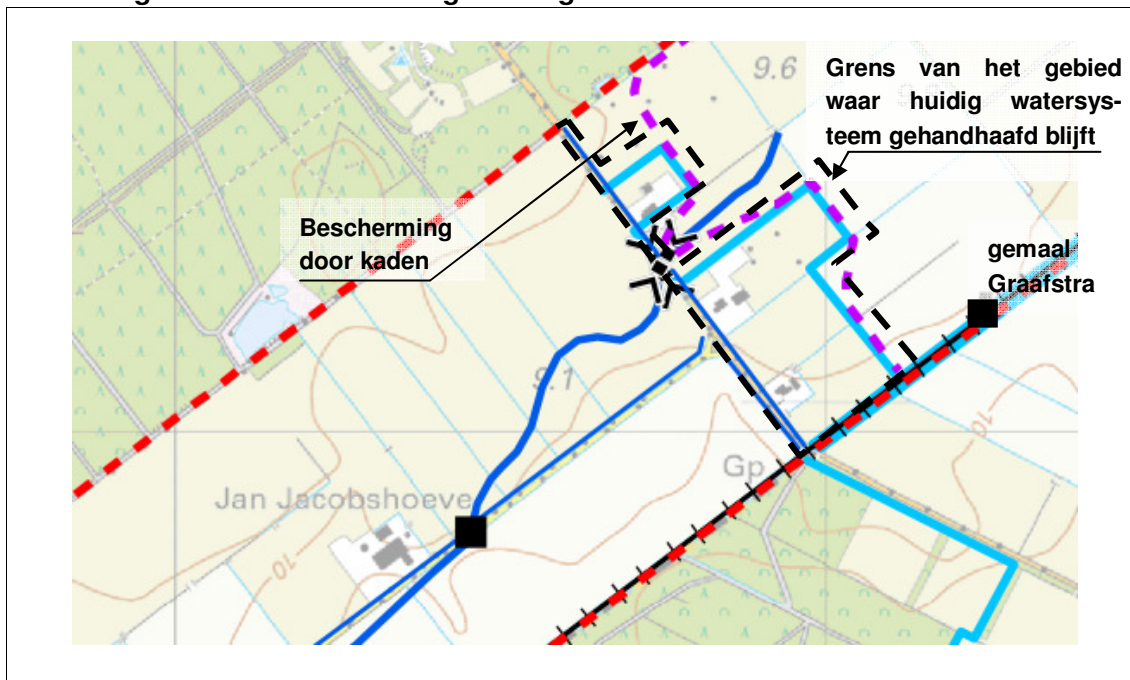 9.6
Grens van het gebied
waar huidig watersys-
teem gehandhaafd blijft
Bescherming
door kaden
gemaal
Graafstra
9.1
Gp
Jan Jacobshoeve
10
10